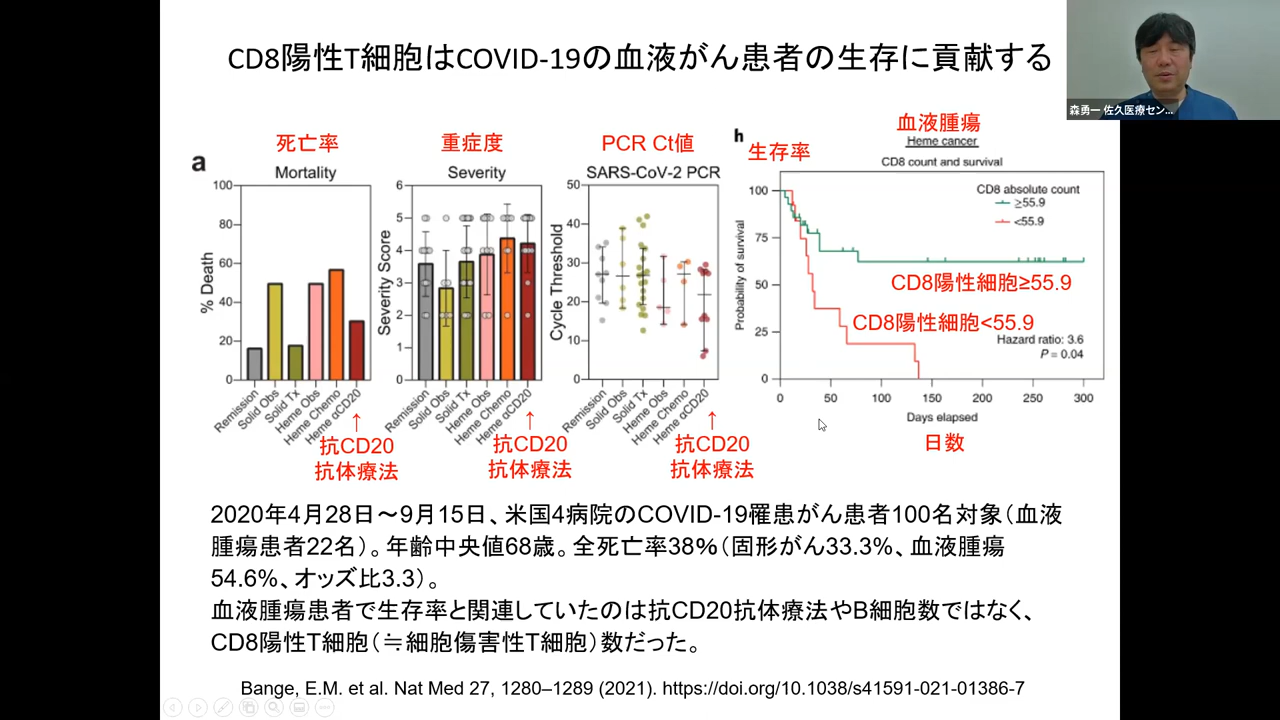 CD8陽性T細胞はCOVID-19の血液がん患者の生存に貢献する
森勇一 佐久医療セン...
a
死亡率
Mortality
% Death
100
80
60
40
20
0
Remission
Solid Obs
Solid Tx
Heme Obs
Heme Chemo
Heme αCD20
↑
抗CD20
抗体療法
重症度
Severity
Severity Score
6
5
4
3
2
1
0
Remission
Solid Obs
Solid Tx
Heme Obs
Heme Chemo
Heme αCD20
↑
抗CD20
抗体療法
PCR Ct値
SARS-CoV-2 PCR
Cycle Threshold
50
40
30
20
10
0
Remission
Solid Obs
Solid Tx
Heme Obs
Heme Chemo
Heme αCD20
↑
抗CD20
抗体療法
h
生存率
血液腫瘍
Heme cancer
CD8 count and survival
CD8 absolute count
≥55.9
<55.9
Probability of survival
100
75
50
25
0
CD8陽性細胞≥55.9
CD8陽性細胞<55.9
Hazard ratio: 3.6
P = 0.04
0 50 100 150 200 250 300
Days elapsed
日数
2020年4月28日～9月15日、米国4病院のCOVID-19罹患がん患者100名対象（血液
腫瘍患者22名）。年齢中央値68歳。全死亡率38%（固形がん33.3%、血液腫瘍
54.6%、オッズ比3.3）。
血液腫瘍患者で生存率と関連していたのは抗CD20抗体療法やB細胞数ではなく、
CD8陽性T細胞（≒細胞傷害性T細胞）数だった。
Bange, E.M. et al. Nat Med 27, 1280–1289 (2021). https://doi.org/10.1038/s41591-021-01386-7